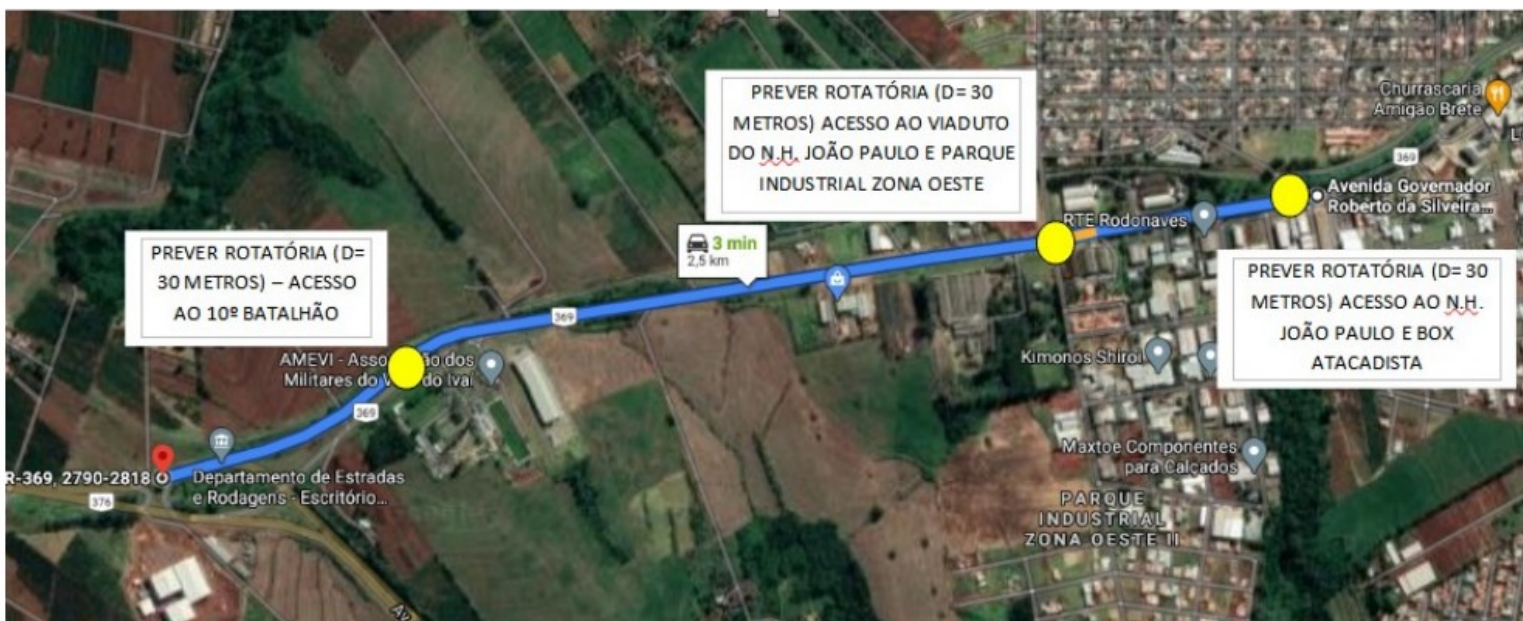 PREVER ROTATÓRIA (D= 30
METROS) ACESSO AO VIADUTO
DO N.H. JOÃO PAULO E PARQUE
INDUSTRIAL ZONA OESTE
Churrascaria
Amigão Brete
369
Avenida Governador
Roberto da Silveira...
RTE Rodonaves
3 min
2,5 km
PREVER ROTATÓRIA (D=
30 METROS) – ACESSO
AO 10º BATALHÃO
PREVER ROTATÓRIA (D= 30
METROS) ACESSO AO N.H.
JOÃO PAULO E BOX
ATACADISTA
369
Kimonos Shiroi
AMEVI - Asso ão dos
Militares do V do Ivaí
369
Maxtoe Componentes
para Calçados
R-369, 2790-2818
Departamento de Estradas
e Rodagens - Escritório...
376
PARQUE
INDUSTRIAL
ZONA OESTE II
Av